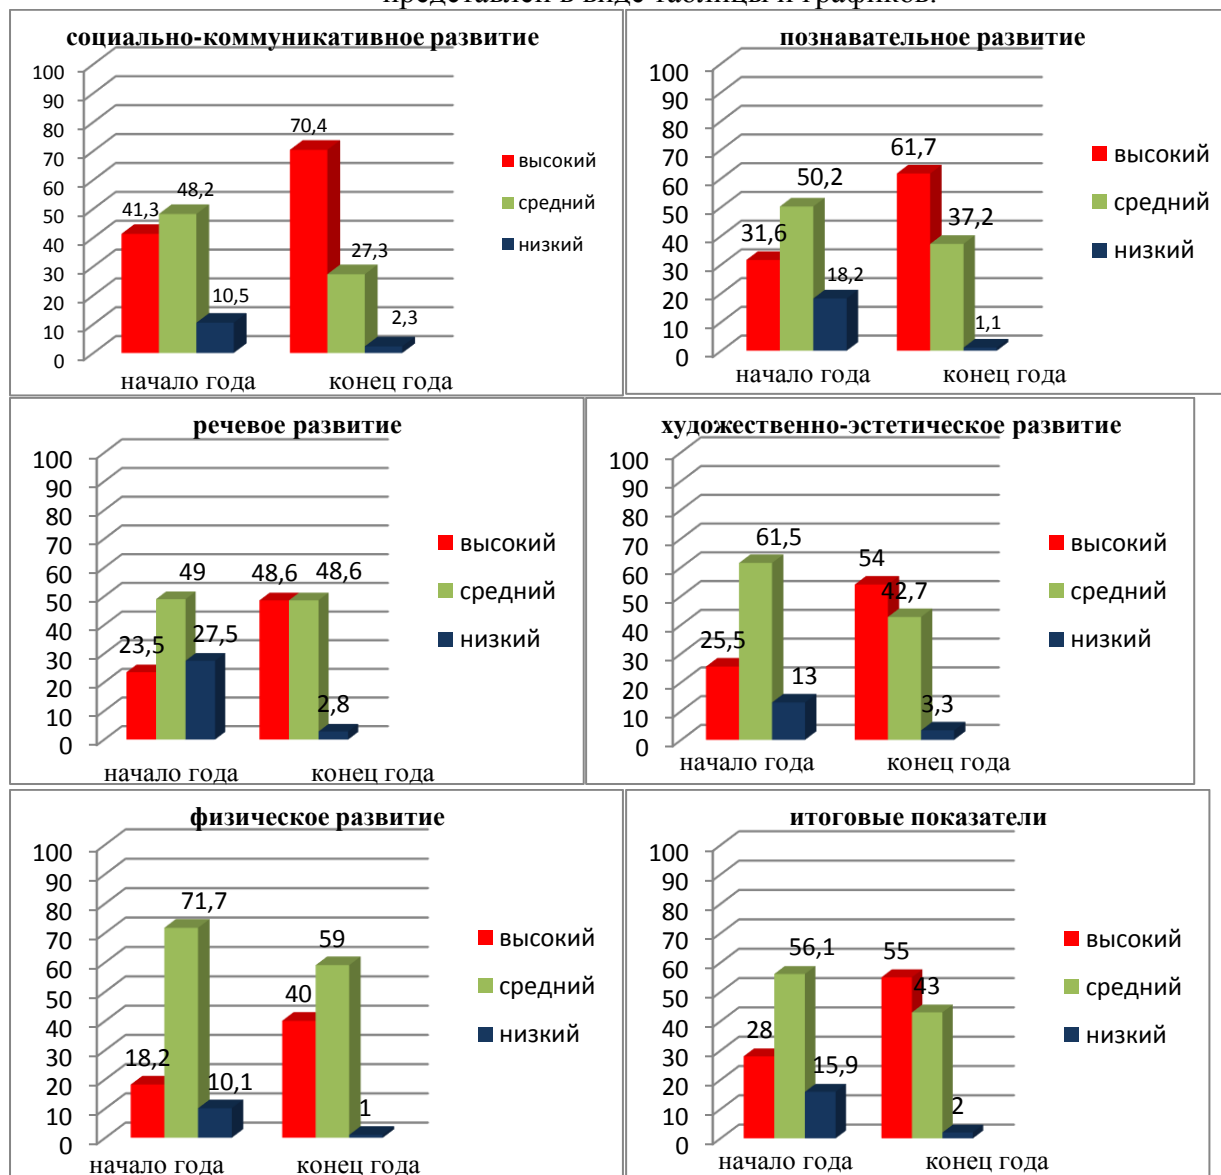 представлен в виде таблицы и графиков.
социально-коммуникативное развитие
100
90
80
70
60
50
40
30
20
10
0
41,3
48,2
10,5
70,4
27,3
2,3
начало года
конец года
высокий
средний
низкий
познавательное развитие
100
90
80
70
60
50
40
30
20
10
0
31,6
50,2
18,2
61,7
37,2
1,1
начало года
конец года
высокий
средний
низкий
речевое развитие
100
90
80
70
60
50
40
30
20
10
0
23,5
49
27,5
48,6
48,6
2,8
начало года
конец года
высокий
средний
низкий
художественно-эстетическое развитие
100
90
80
70
60
50
40
30
20
10
0
25,5
61,5
13
54
42,7
3,3
начало года
конец года
высокий
средний
низкий
физическое развитие
100
90
80
70
60
50
40
30
20
10
0
18,2
71,7
10,1
40
59
1
начало года
конец года
высокий
средний
низкий
итоговые показатели
100
90
80
70
60
50
40
30
20
10
0
28
56,1
15,9
55
43
2
начало года
конец года
высокий
средний
низкий